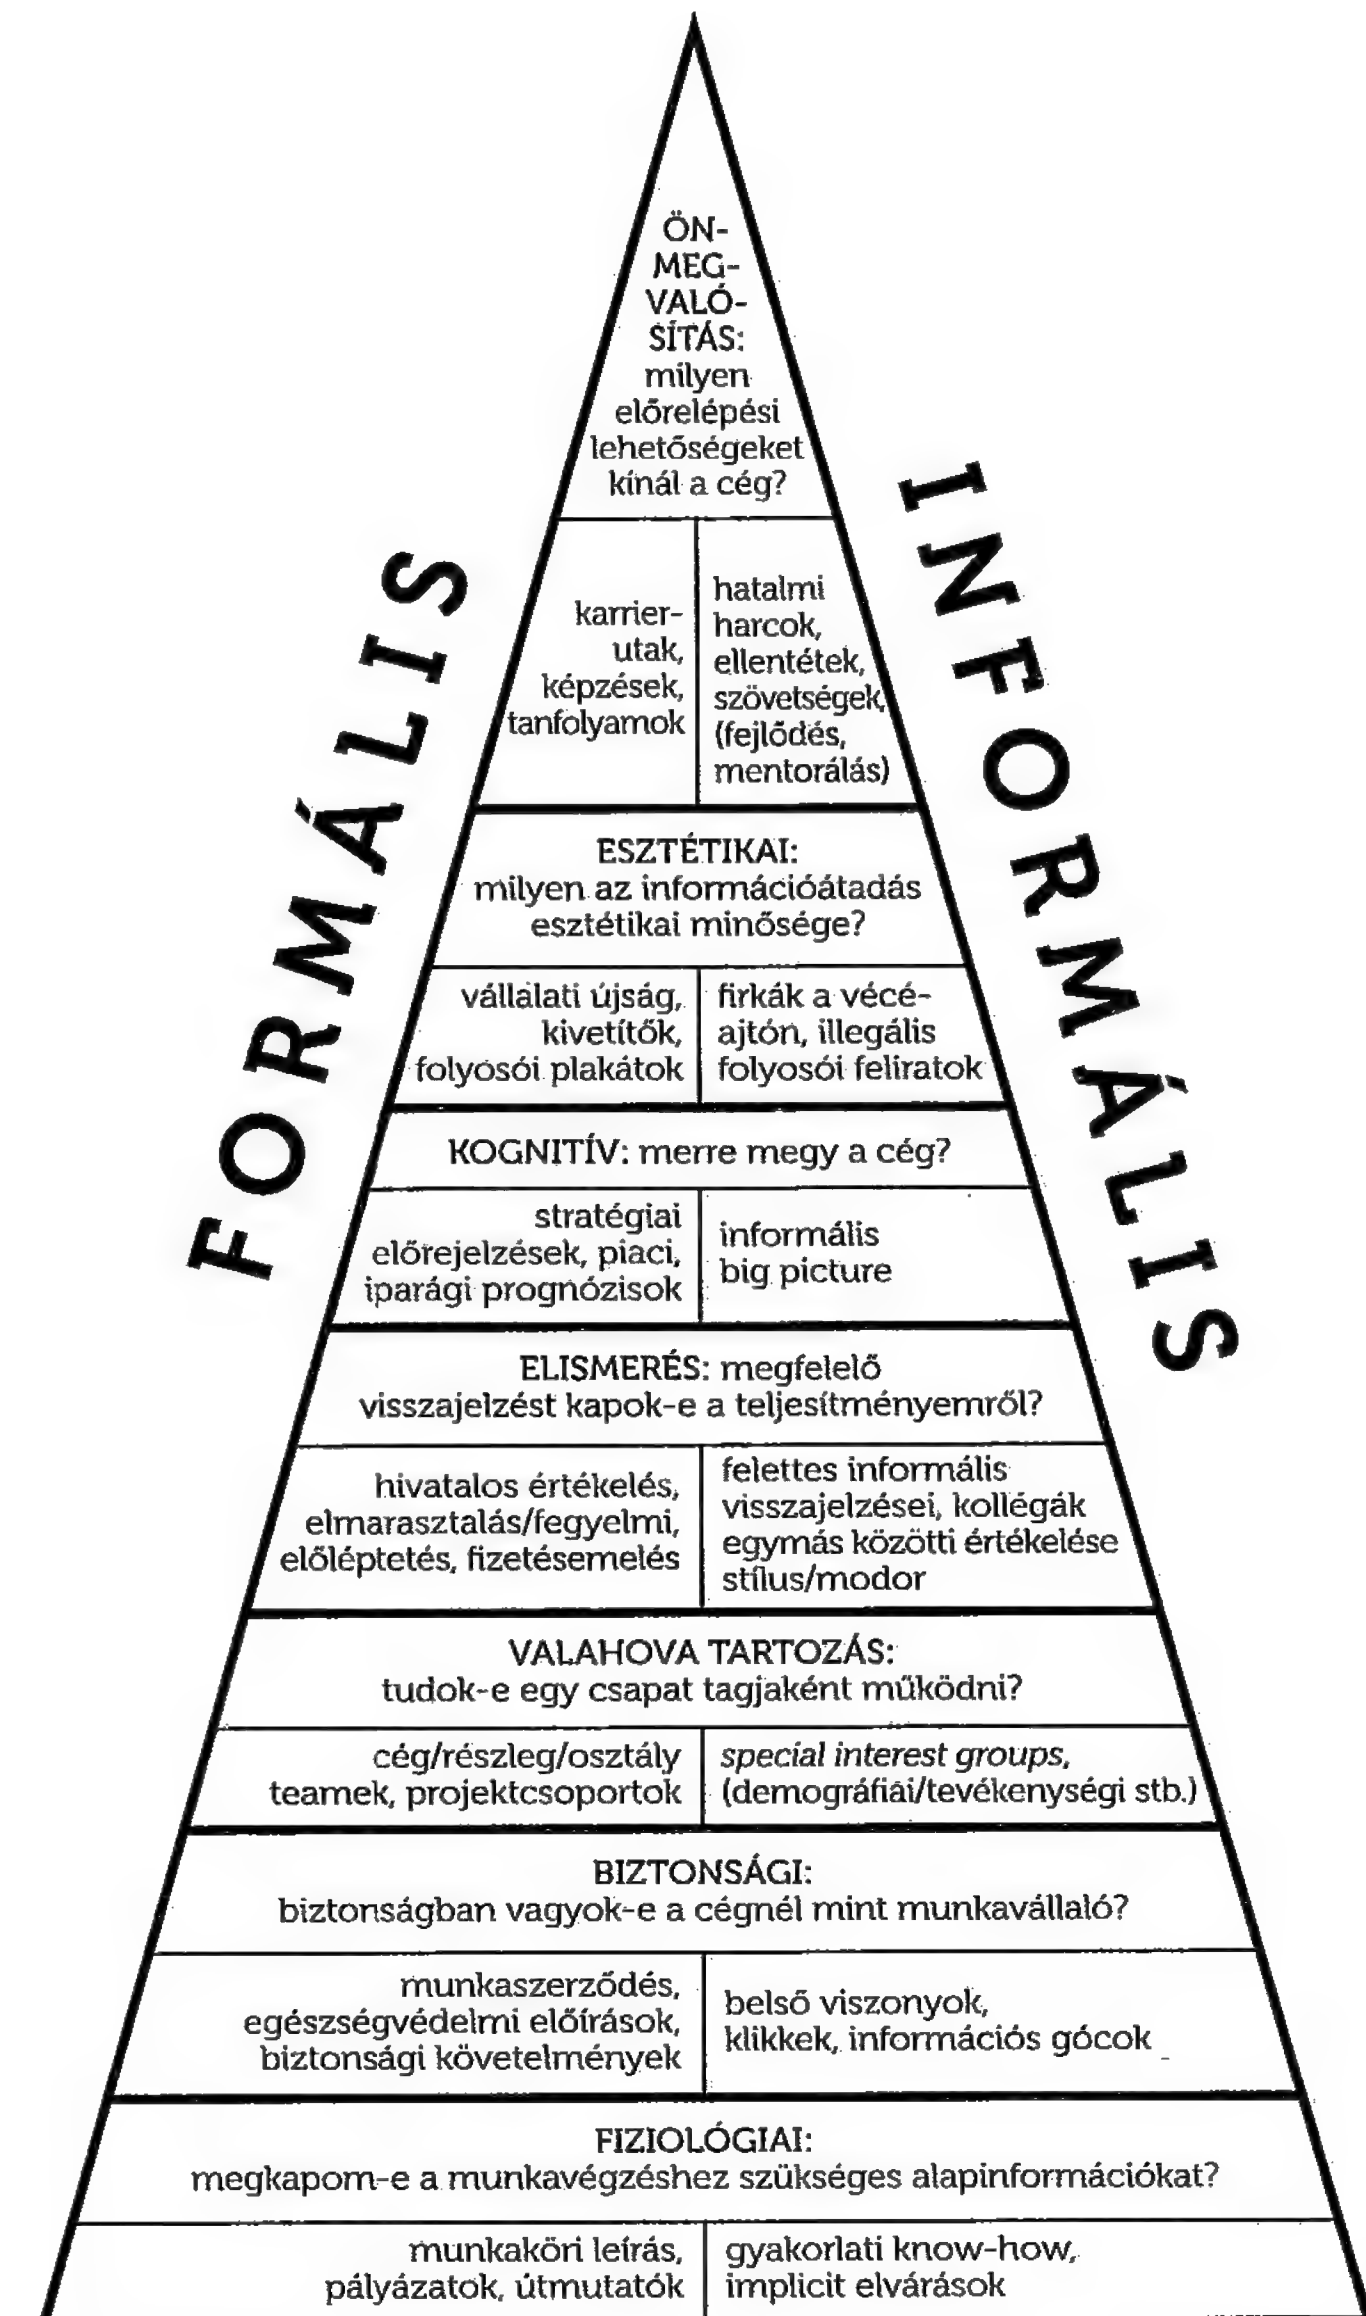 ÖN-
MEG-
VALÓ-
SÍTÁS:
milyen
előrelépési
lehetőségeket
kínál a cég?
FORMÁLIS
INFORMÁLIS
karrier-
utak,
képzések,
tanfolyamok
hatalmi
harcok,
ellentétek,
szövetségek,
(fejlődés,
mentorálás)
ESZTÉTIKAI:
milyen az információátadás
esztétikai minősége?
vállalati újság,
kivetítők,
folyosói plakátok
firkák a vécé-
ajtón, illegális
folyosói feliratok
KOGNITÍV: merre megy a cég?
stratégiai
előrejelzések, piaci,
iparági prognózisok
informális
big picture
ELISMERÉS: megfelelő
visszajelzést kapok-e a teljesítményemről?
hivatalos értékelés,
elmarasztalás/fegyelmi,
előléptetés, fizetésemelés
felettes informális
visszajelzései, kollégák
egymás közötti értékelése
stílus/modor
VALAHOVA TARTOZÁS:
tudok-e egy csapat tagjaként működni?
cég/részleg/osztály
teamek, projektcsoportok
special interest groups,
(demográfiai/tevékenységi stb.)
BIZTONSÁGI:
biztonságban vagyok-e a cégnél mint munkavállaló?
munkaszerződés,
egészségvédelmi előírások,
biztonsági követelmények
belső viszonyok,
klikkek, információs gócok
FIZIOLÓGIAI:
megkapom-e a munkavégzéshez szükséges alapinformációkat?
munkaköri leírás,
pályázatok, útmutatók
gyakorlati know-how,
implicit elvárások